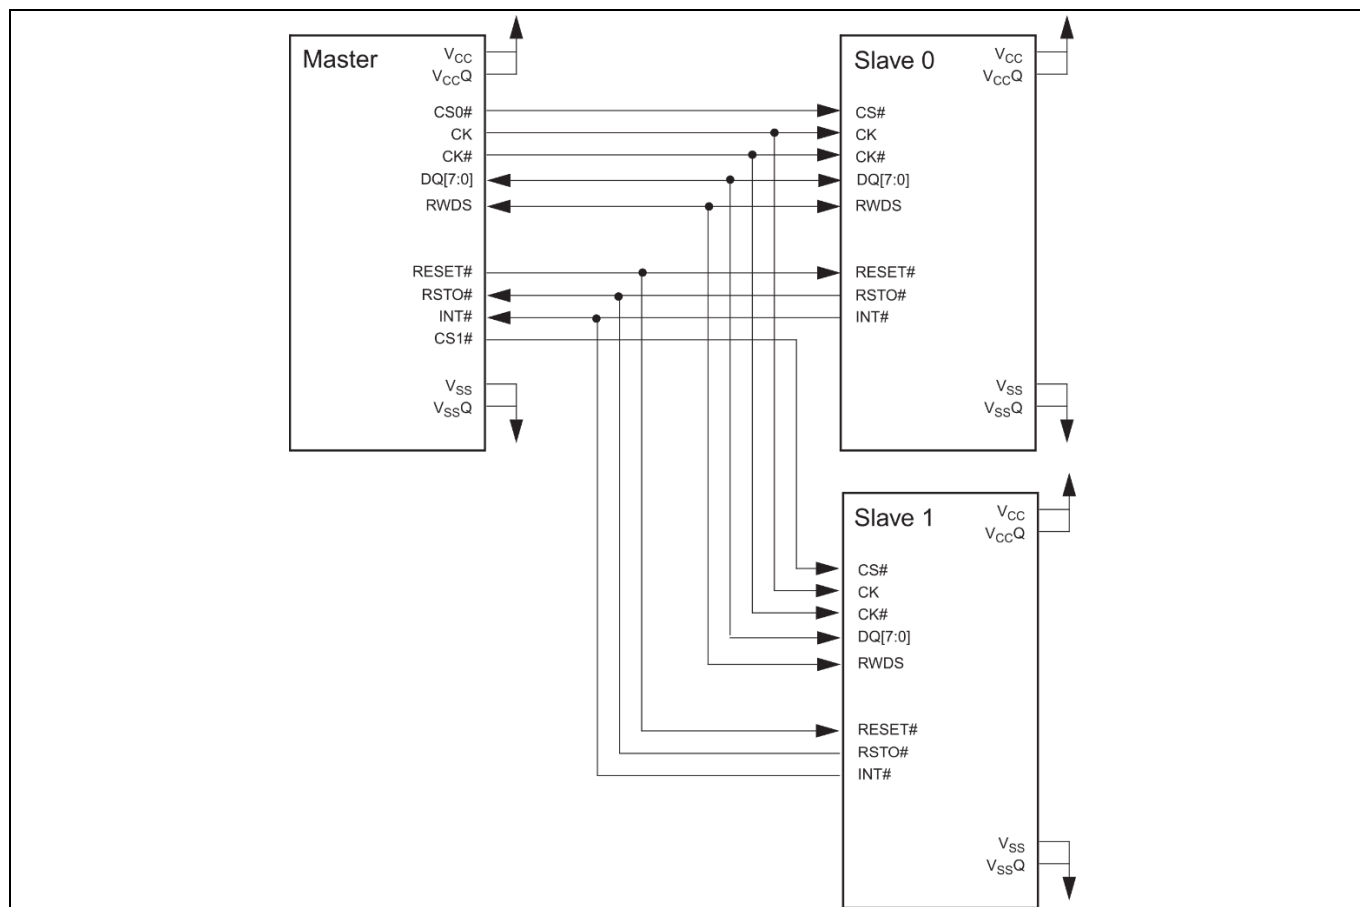 Master
VCC
VCCQ
CS0#
CK
CK#
DQ[7:0]
RWDS
RESET#
RSTO#
INT#
CS1#
VSS
VSSQ
Slave 0
VCC
VCCQ
CS#
CK
CK#
DQ[7:0]
RWDS
RESET#
RSTO#
INT#
VSS
VSSQ
Slave 1
VCC
VCCQ
CS#
CK
CK#
DQ[7:0]
RWDS
RESET#
RSTO#
INT#
VSS
VSSQ